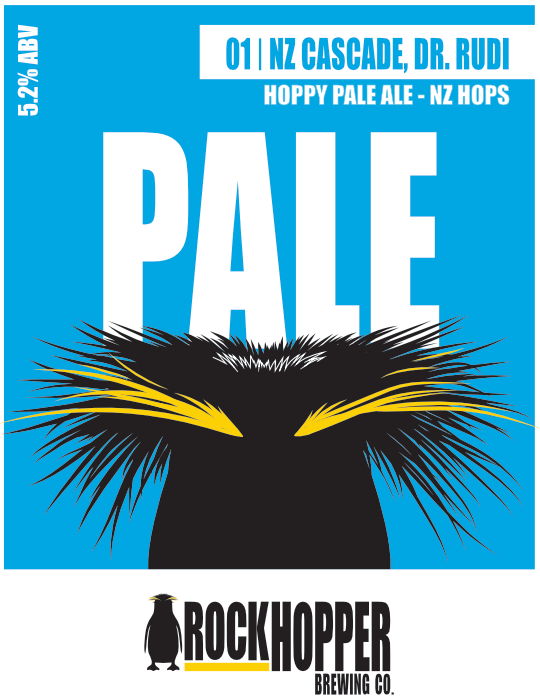 5.2% ABV
01 | NZ CASCADE, DR. RUDI
HOPPY PALE ALE - NZ HOPS
PALE
ROCKHOPPER
BREWING CO.